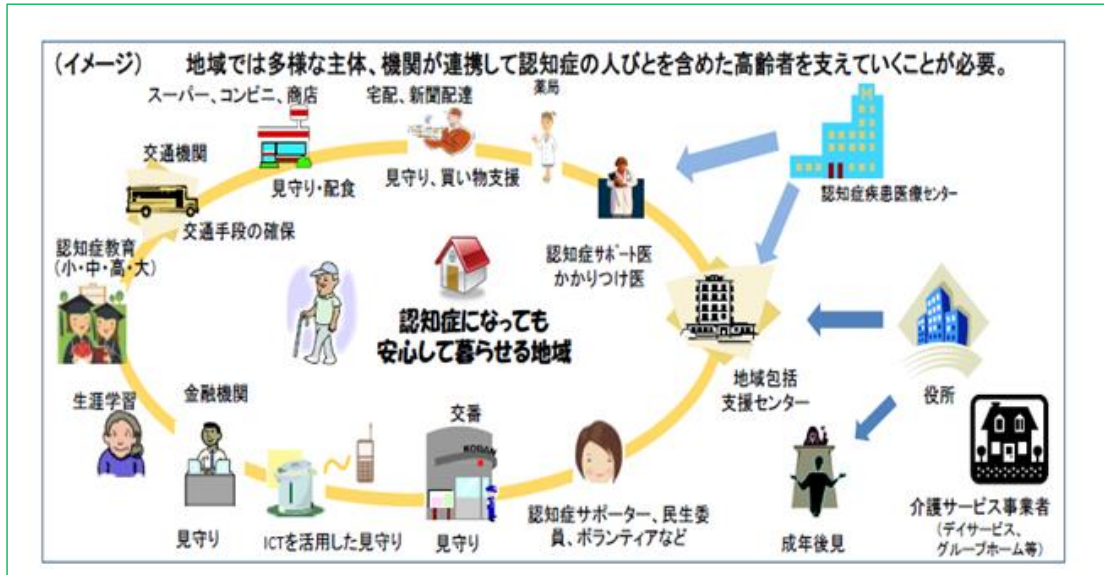 (イメージ) 地域では多様な主体、機関が連携して認知症の人びとを含めた高齢者を支えていくことが必要。
スーパー、コンビニ、商店
宅配、新聞配達
薬局
交通機関
見守り・配食
見守り、買い物支援
認知症疾患医療センター
交通手段の確保
認知症教育
(小・中・高・大)
認知症サポート医
かかりつけ医
認知症になっても
安心して暮らせる地域
地域包括
支援センター
役所
生涯学習
金融機関
交番
KOBAN
見守り
ICTを活用した見守り
見守り
認知症サポーター、民生委
員、ボランティアなど
成年後見
介護サービス事業者
(デイサービス、
グループホーム等)
H